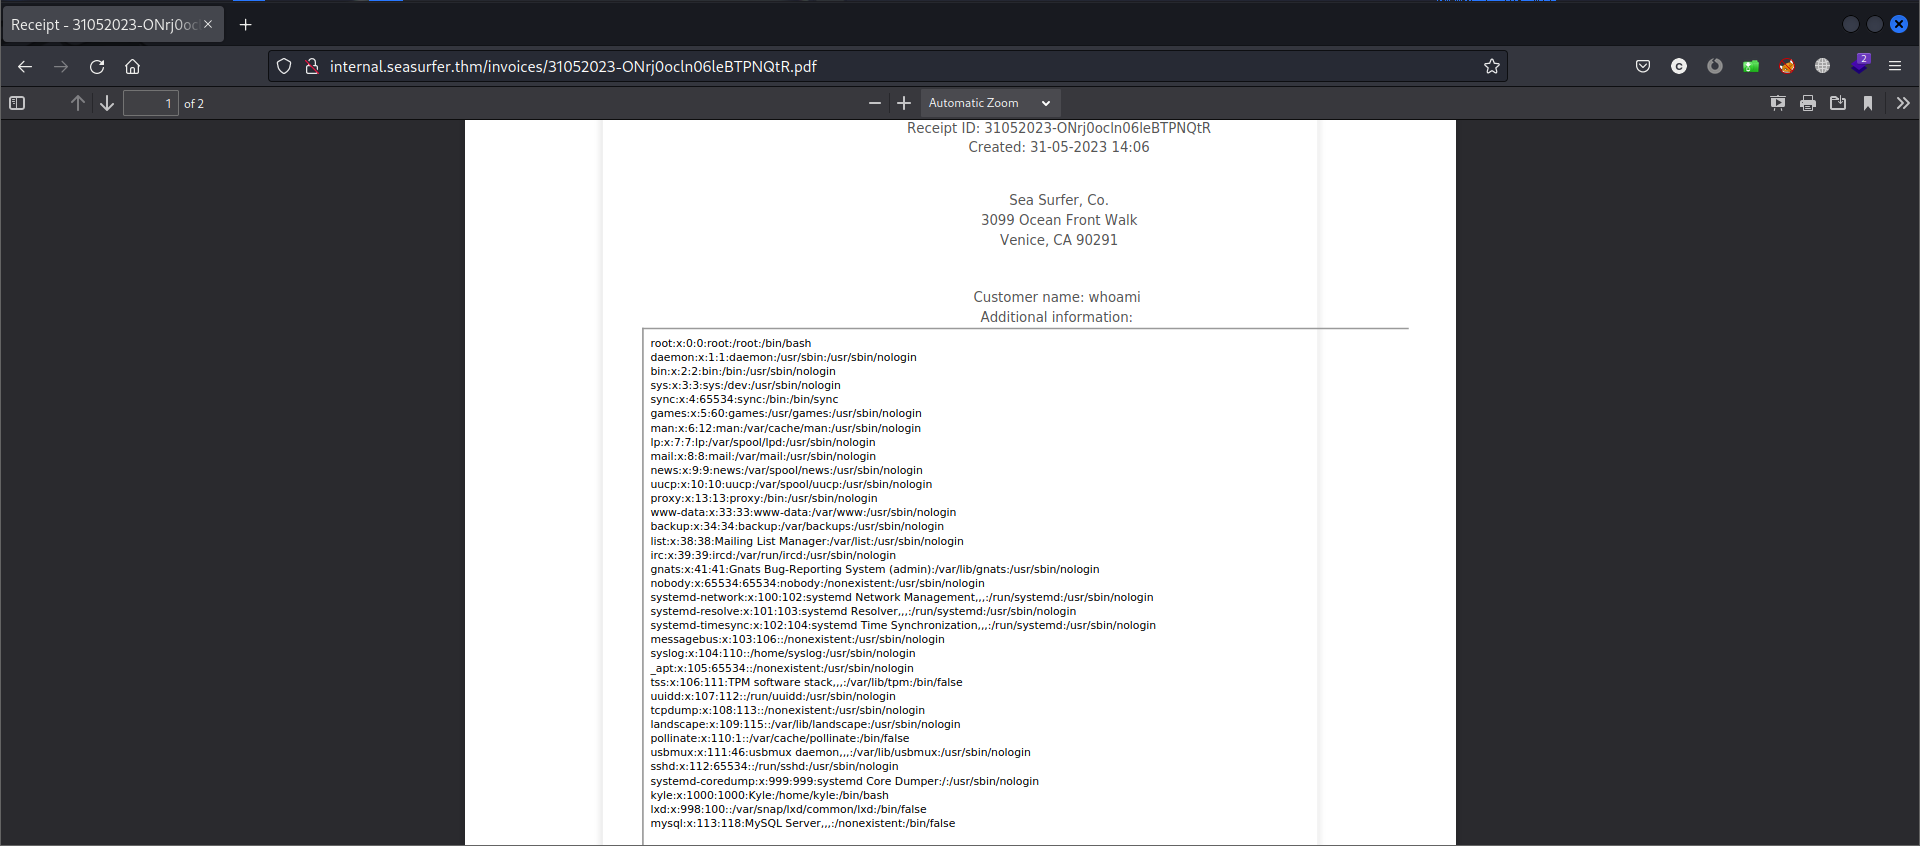 Receipt - 31052023-ONrj0oc
internal.seasurfer.thm/invoices/31052023-ONrj0ocln06leBTPNQtR.pdf
2
1 of 2
Automatic Zoom
Receipt ID: 31052023-ONrj0ocln06leBTPNQtR
Created: 31-05-2023 14:06
Sea Surfer, Co.
3099 Ocean Front Walk
Venice, CA 90291
Customer name: whoami
Additional information:
root:x:0:0:root:/root:/bin/bash
daemon:x:1:1:daemon:/usr/sbin:/usr/sbin/nologin
bin:x:2:2:bin:/bin:/usr/sbin/nologin
sys:x:3:3:sys:/dev:/usr/sbin/nologin
sync:x:4:65534:sync:/bin:/bin/sync
games:x:5:60:games:/usr/games:/usr/sbin/nologin
man:x:6:12:man:/var/cache/man:/usr/sbin/nologin
lp:x:7:7:lp:/var/spool/lpd:/usr/sbin/nologin
mail:x:8:8:mail:/var/mail:/usr/sbin/nologin
news:x:9:9:news:/var/spool/news:/usr/sbin/nologin
uucp:x:10:10:uucp:/var/spool/uucp:/usr/sbin/nologin
proxy:x:13:13:proxy:/bin:/usr/sbin/nologin
www-data:x:33:33:www-data:/var/www:/usr/sbin/nologin
backup:x:34:34:backup:/var/backups:/usr/sbin/nologin
list:x:38:38:Mailing List Manager:/var/list:/usr/sbin/nologin
irc:x:39:39:ircd:/var/run/ircd:/usr/sbin/nologin
gnats:x:41:41:Gnats Bug-Reporting System (admin):/var/lib/gnats:/usr/sbin/nologin
nobody:x:65534:65534:nobody:/nonexistent:/usr/sbin/nologin
systemd-network:x:100:102:systemd Network Management,,,:/run/systemd:/usr/sbin/nologin
systemd-resolve:x:101:103:systemd Resolver,,,:/run/systemd:/usr/sbin/nologin
systemd-timesync:x:102:104:systemd Time Synchronization,,,:/run/systemd:/usr/sbin/nologin
messagebus:x:103:106::/nonexistent:/usr/sbin/nologin
syslog:x:104:110::/home/syslog:/usr/sbin/nologin
_apt:x:105:65534::/nonexistent:/usr/sbin/nologin
tss:x:106:111:TPM software stack,,,:/var/lib/tpm:/bin/false
uuidd:x:107:112::/run/uuidd:/usr/sbin/nologin
tcpdump:x:108:113::/nonexistent:/usr/sbin/nologin
landscape:x:109:115::/var/lib/landscape:/usr/sbin/nologin
pollinate:x:110:1::/var/cache/pollinate:/bin/false
usbmux:x:111:46:usbmux daemon,,,:/var/lib/usbmux:/usr/sbin/nologin
sshd:x:112:65534::/run/sshd:/usr/sbin/nologin
systemd-coredump:x:999:999:systemd Core Dumper:/:/usr/sbin/nologin
kyle:x:1000:1000:Kyle:/home/kyle:/bin/bash
lxd:x:998:100::/var/snap/lxd/common/lxd:/bin/false
mysql:x:113:118:MySQL Server,,,:/nonexistent:/bin/false